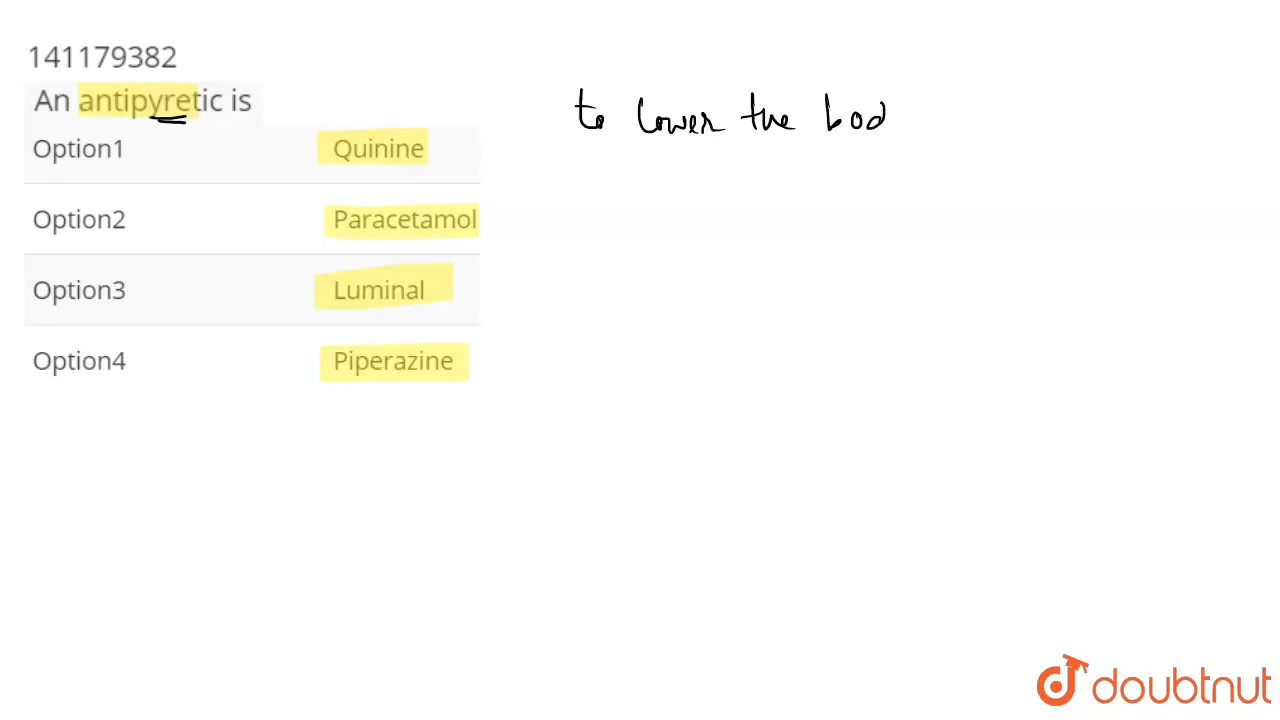 141179382
An antipyretic is
to lower the bod
Option1 Quinine
Option2 Paracetamol
Option3 Luminal
Option4 Piperazine
doubtnut